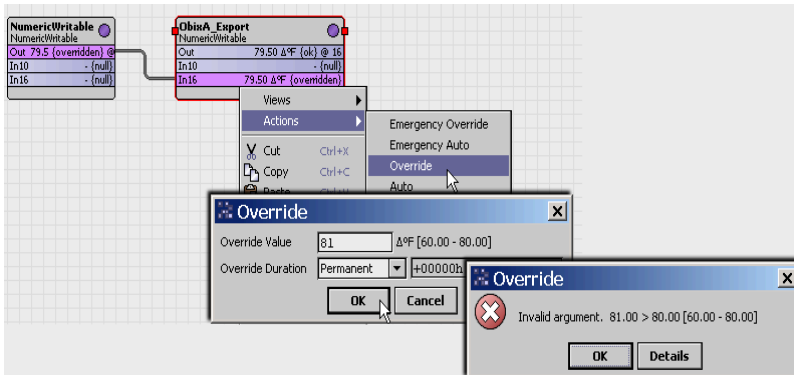 NumericWritable
NumericWritable
Out 79.5 {overridden} @
In10 - {null}
In16 - {null}
ObixA_Export
NumericWritable
Out 79.50 Δ°F {ok} @ 16
In10 - {null}
In16 79.50 Δ°F {overridden}
Views
Actions
Cut Ctrl+X
Copy Ctrl+C
Paste
Emergency Override
Emergency Auto
Override
Auto
Override
Override Value 81 Δ°F [60.00 - 80.00]
Override Duration Permanent +00000h
OK Cancel
Override
Invalid argument. 81.00 > 80.00 [60.00 - 80.00]
OK Details